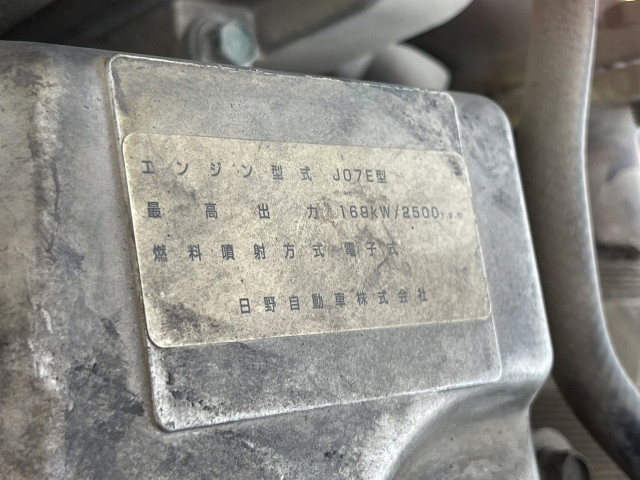 エンジン型式 J07E型
最高出力 169kW/2500r.p.m
燃料噴射方式 電子式
日野自動車株式会社